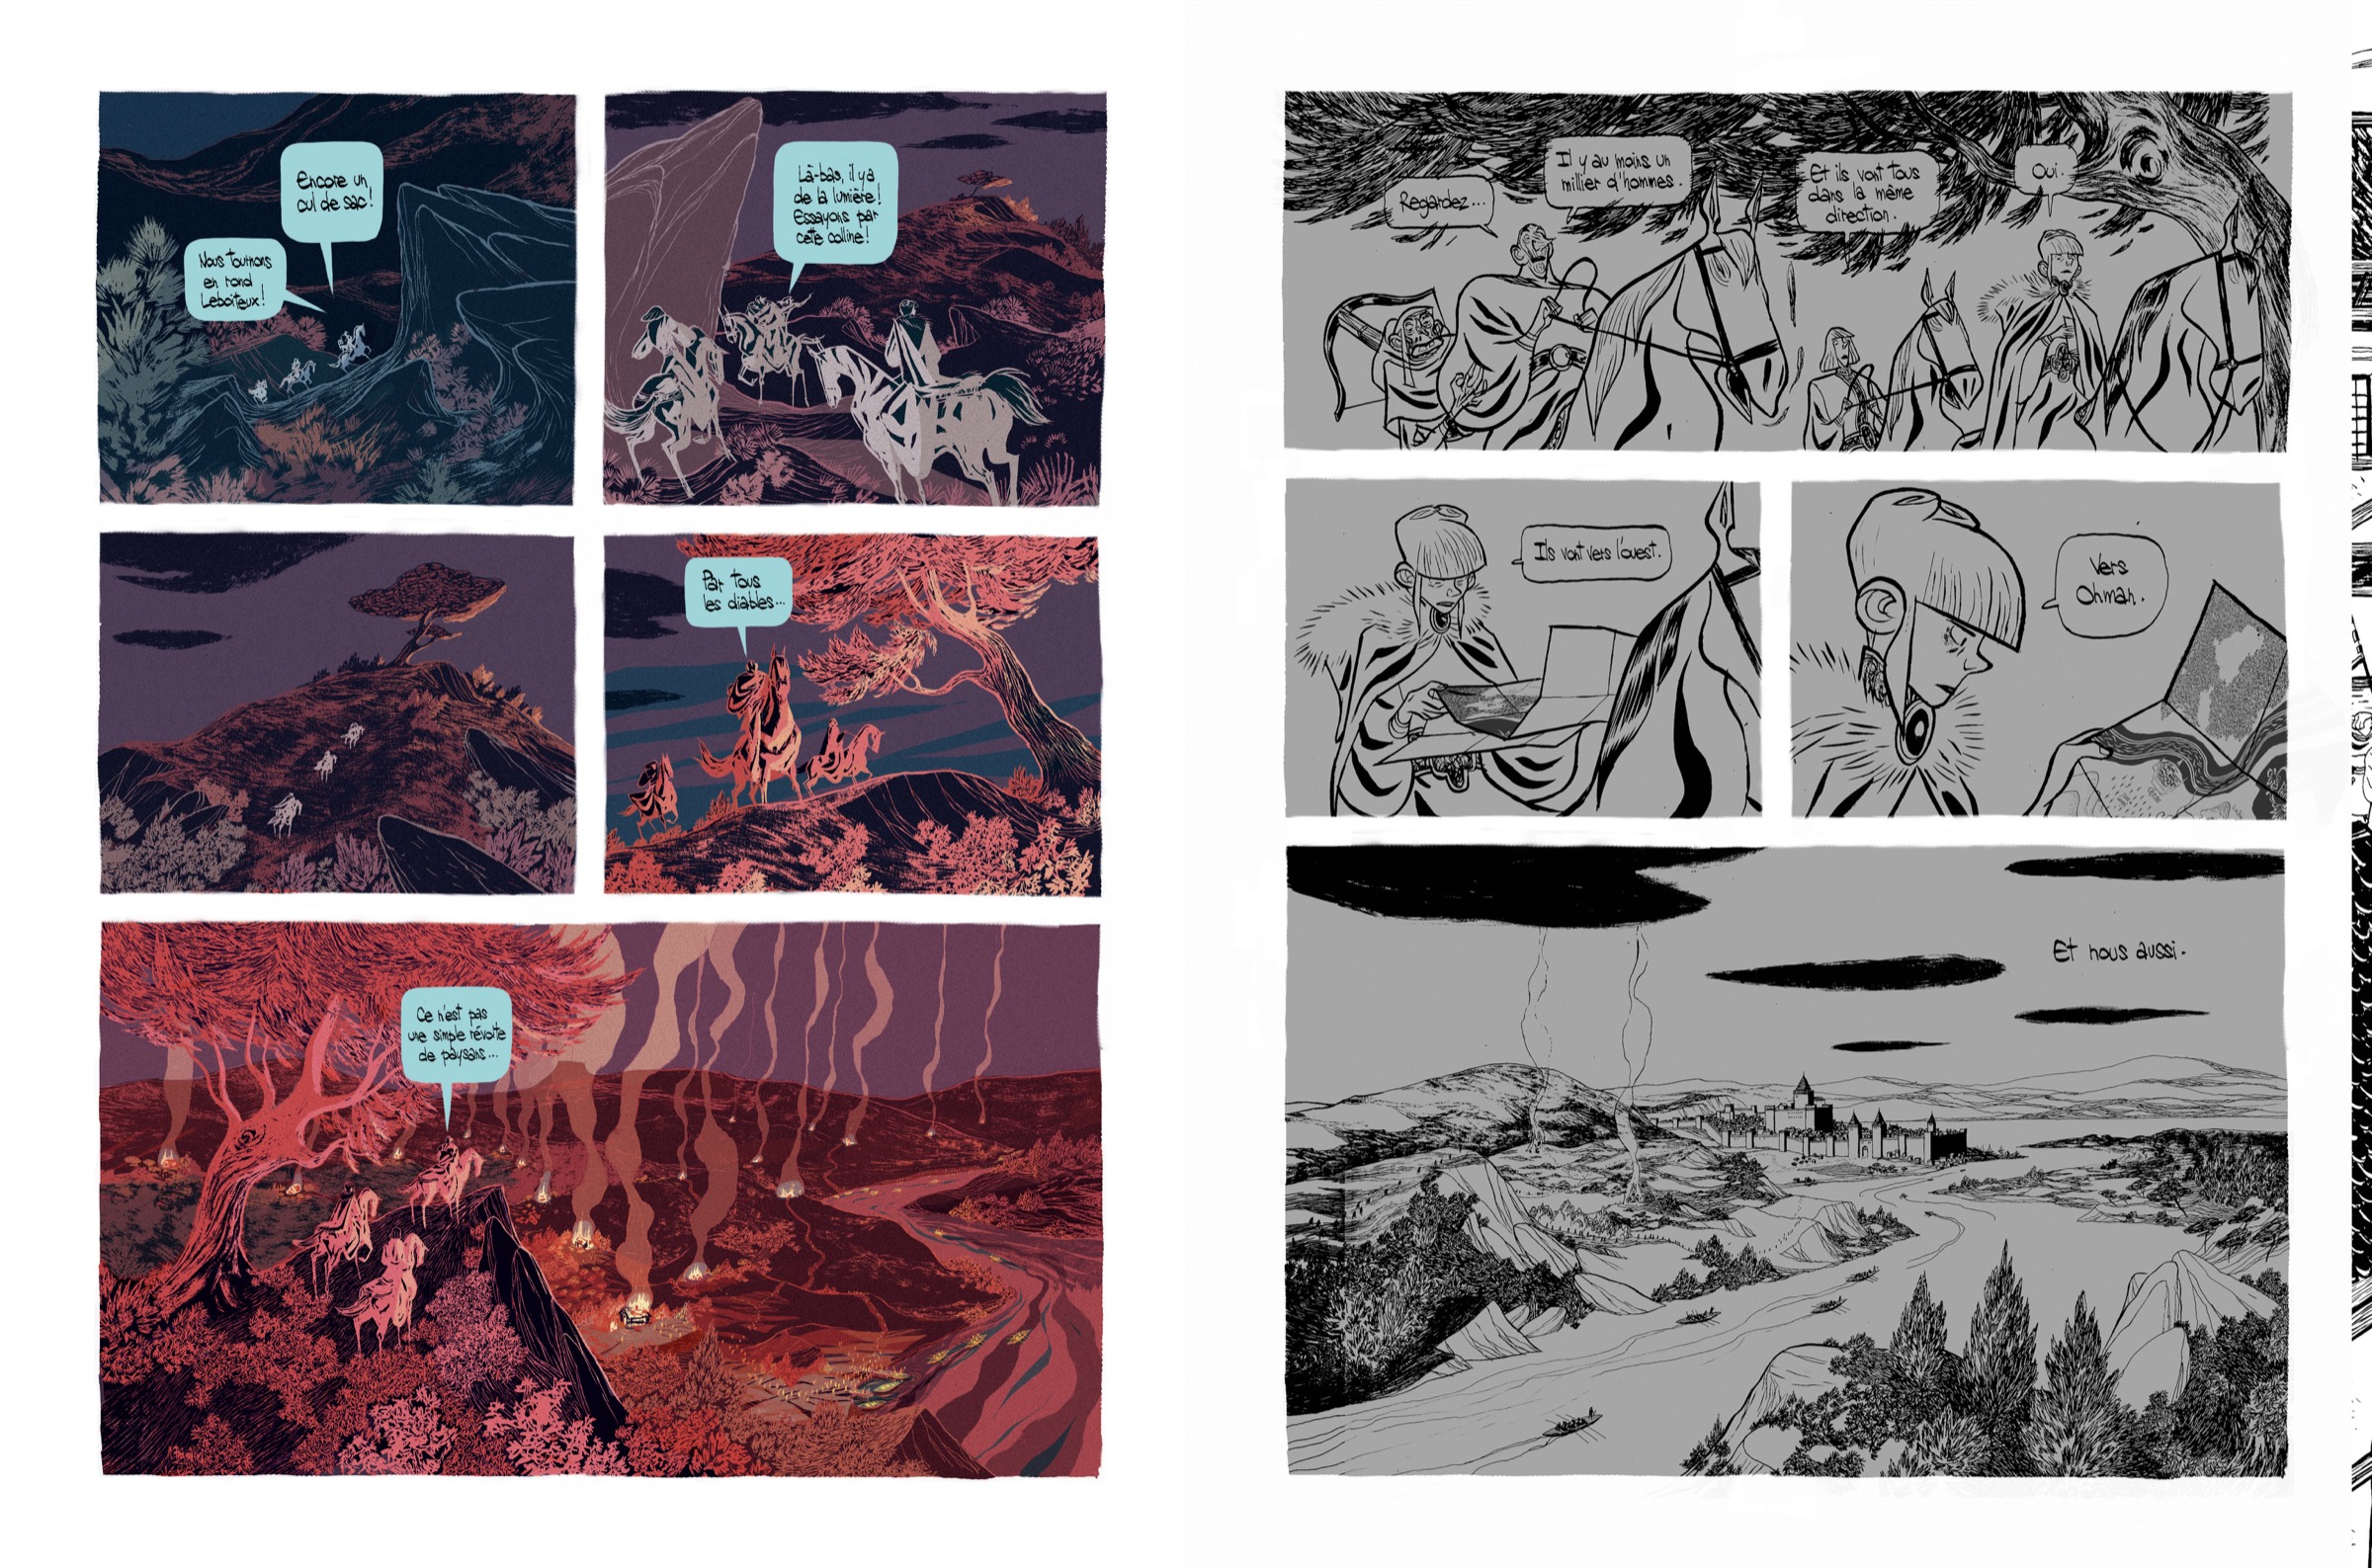 Encore un
cul de sac!
Nous tournons
en rond
Leboiteux!
Là-bas, il y a
de la lumière!
Essayons par
cette colline!
Par tous
les diables...
Ce n'est pas
une simple révolte
de paysans...
Regardez...
Il y au moins un
millier d'hommes.
Et ils vont tous
dans la même
direction.
Oui.
Ils vont vers l'ouest.
Vers
Ohman.
Et nous aussi.